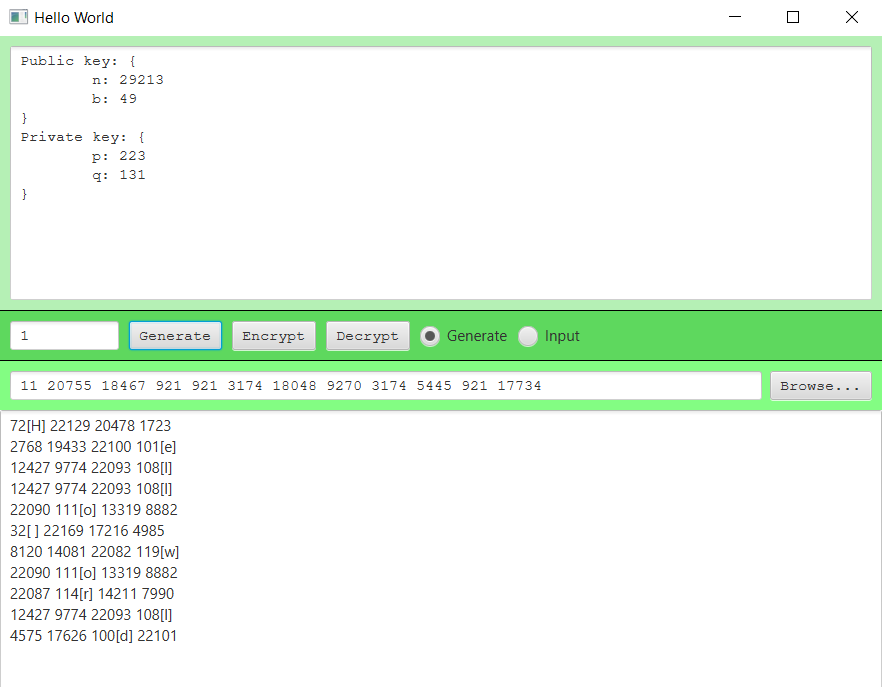 Hello World
Public key: {
n: 29213
b: 49
}
Private key: {
p: 223
q: 131
}
1 Generate Encrypt Decrypt Generate Input
11 20755 18467 921 921 3174 18048 9270 3174 5445 921 17734 Browse...
72[H] 22129 20478 1723
2768 19433 22100 101[e]
12427 9774 22093 108[l]
12427 9774 22093 108[l]
22090 111[o] 13319 8882
32[ ] 22169 17216 4985
8120 14081 22082 119[w]
22090 111[o] 13319 8882
22087 114[r] 14211 7990
12427 9774 22093 108[l]
4575 17626 100[d] 22101